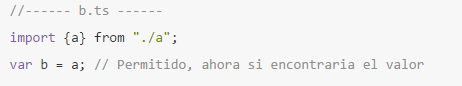 //------ b.ts ------
import {a} from "./a";
var b = a; // Permitido, ahora si encontraria el valor